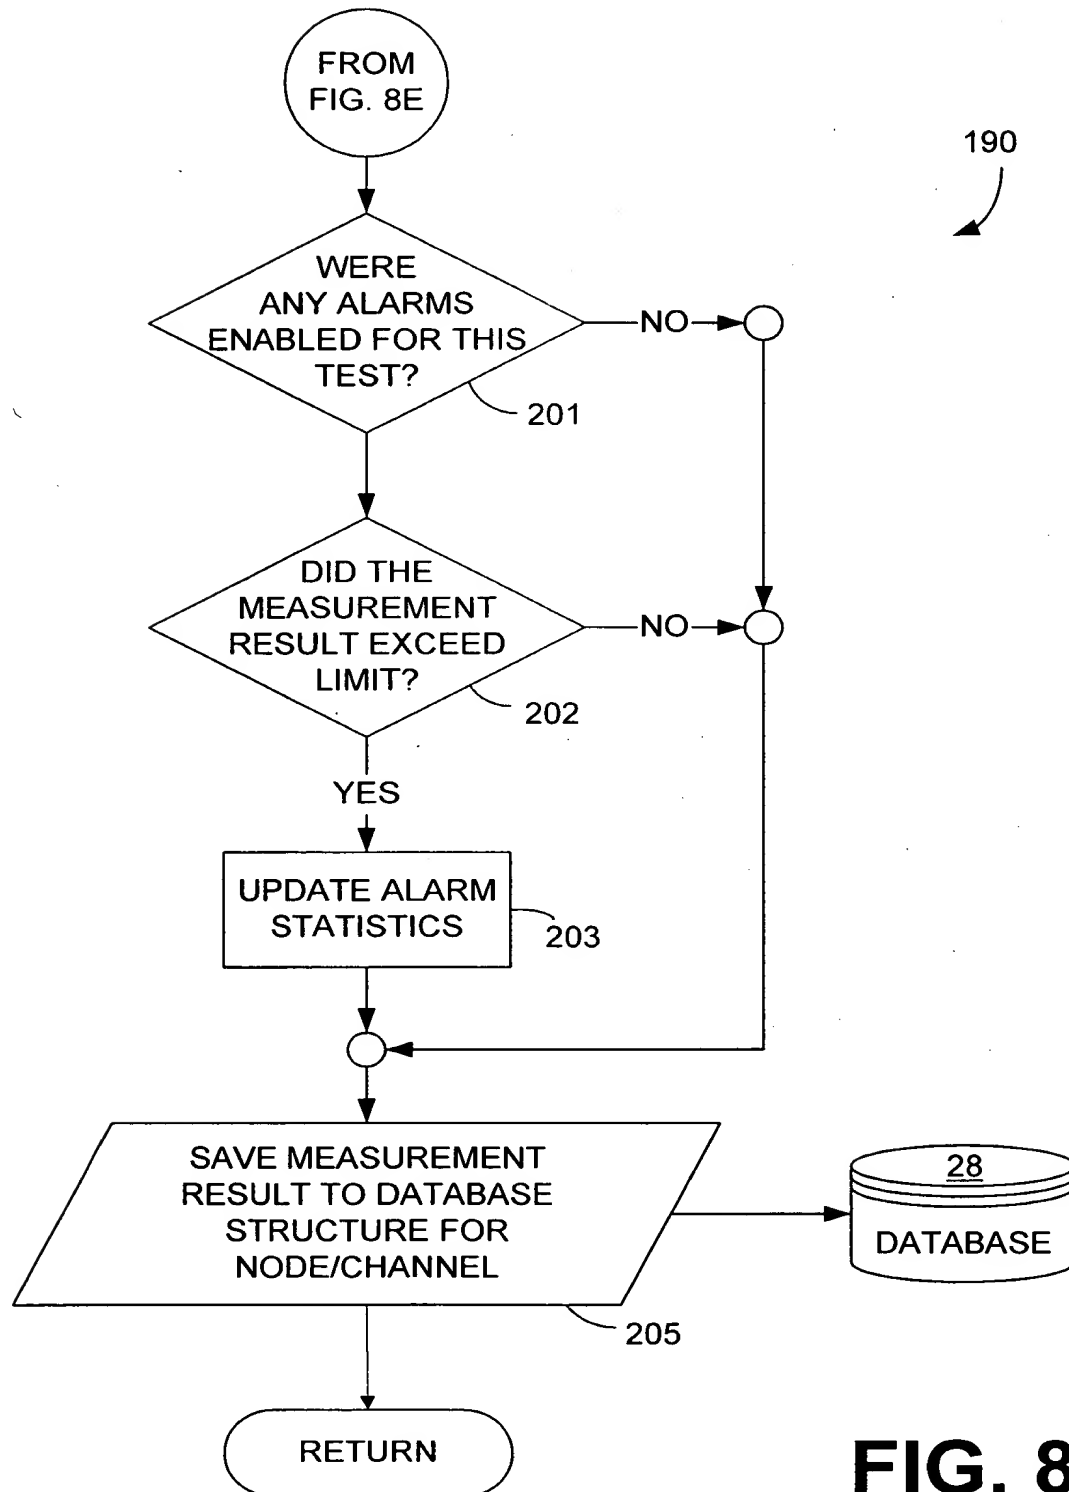 FROM
FIG. 8E
190
WERE
ANY ALARMS
ENABLED FOR THIS
TEST?
NO
201
DID THE
MEASUREMENT
RESULT EXCEED
LIMIT?
NO
202
YES
UPDATE ALARM
STATISTICS
203
SAVE MEASUREMENT
RESULT TO DATABASE
STRUCTURE FOR
NODE/CHANNEL
28
DATABASE
205
RETURN
FIG. 8